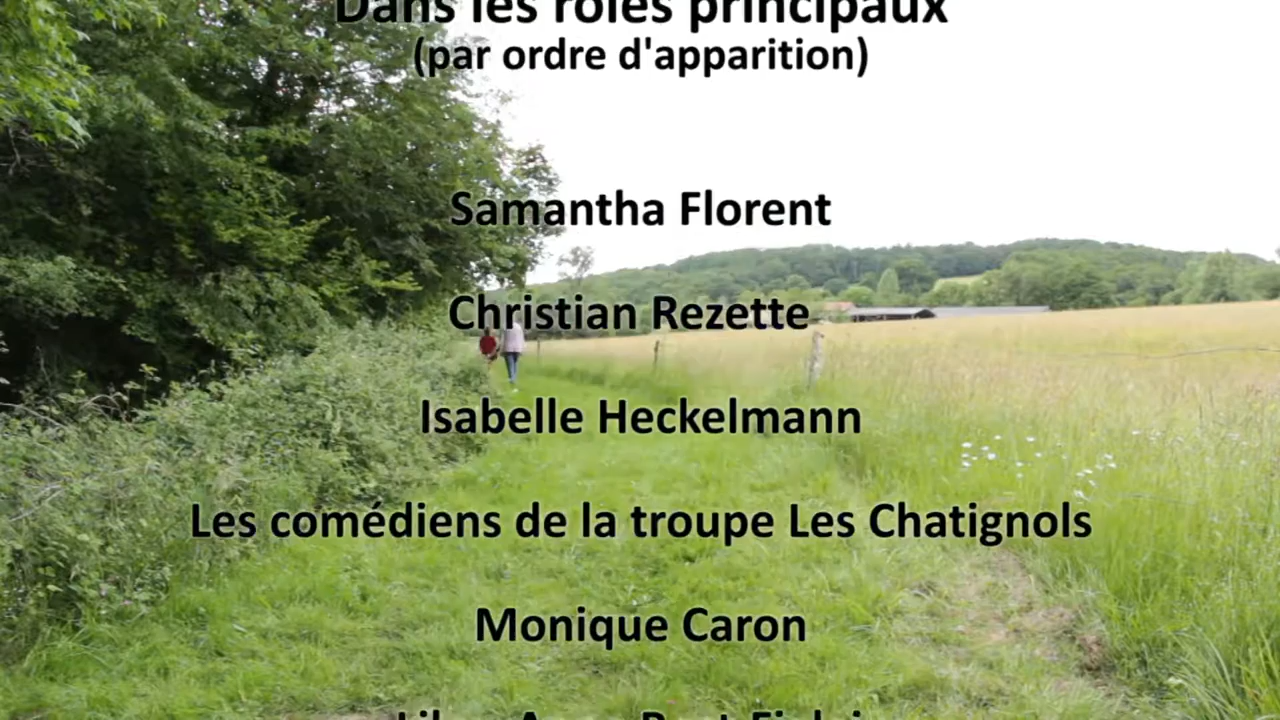 Dans les rôles principaux
(par ordre d'apparition)
Samantha Florent
Christian Rezette
Isabelle Heckelmann
Les comédiens de la troupe Les Chatignols
Monique Caron